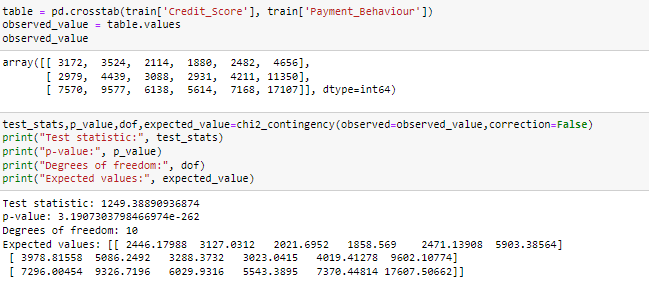 table = pd.crosstab(train['Credit_Score'], train['Payment_Behaviour'])
observed_value = table.values
observed_value
array([[ 3172,  3524,  2114,  1880,  2482,  4656],
       [ 2979,  4439,  3088,  2931,  4211, 11350],
       [ 7570,  9577,  6138,  5614,  7168, 17107]], dtype=int64)
test_stats,p_value,dof,expected_value=chi2_contingency(observed=observed_value,correction=False)
print("Test statistic:", test_stats)
print("p-value:", p_value)
print("Degrees of freedom:", dof)
print("Expected values:", expected_value)
Test statistic: 1249.38890936874
p-value: 3.1907303798466974e-262
Degrees of freedom: 10
Expected values: [[ 2446.17988  3127.0312   2021.6952   1858.569    2471.13908  5903.38564]
 [ 3978.81558  5086.2492   3288.3732   3023.0415   4019.41278  9602.10774]
 [ 7296.00454  9326.7196   6029.9316   5543.3895   7370.44814 17607.50662]]